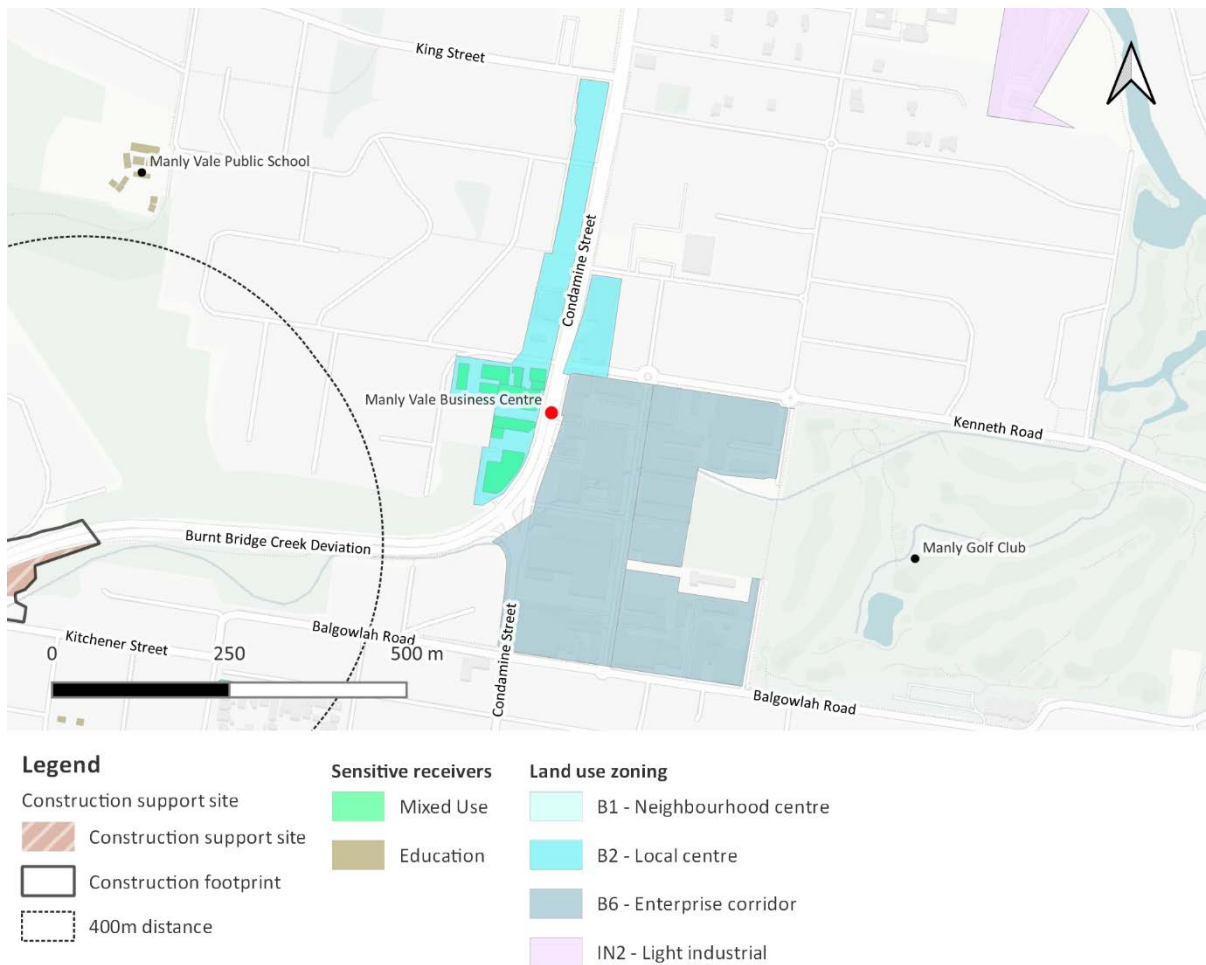 King Street
Manly Vale Public School
Condamine Street
Manly Vale Business Centre
Kenneth Road
Burnt Bridge Creek Deviation
Manly Golf Club
Balgowlah Road
Kitchener Street
0 250 500 m
Condamine Street
Balgowlah Road
Legend
Construction support site
Construction support site
Construction footprint
400m distance
Sensitive receivers
Mixed Use
Education
Land use zoning
B1 - Neighbourhood centre
B2 - Local centre
B6 - Enterprise corridor
IN2 - Light industrial